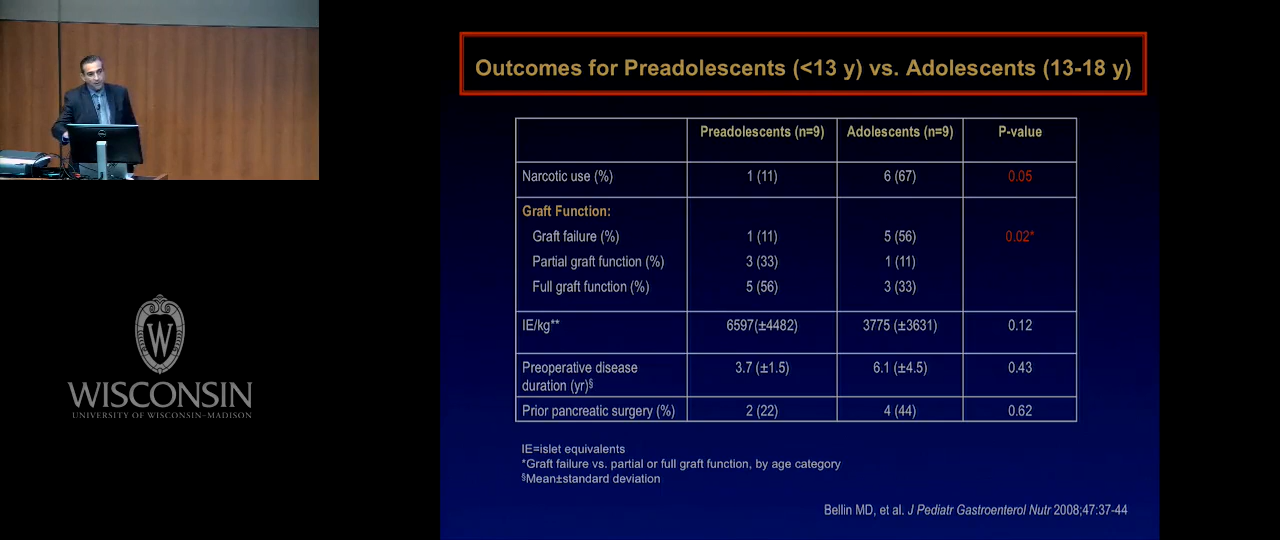 Outcomes for Preadolescents (<13 y) vs. Adolescents (13-18 y)
Preadolescents (n=9) Adolescents (n=9) P-value
Narcotic use (%) 1 (11) 6 (67) 0.05
Graft Function:
Graft failure (%) 1 (11) 5 (56) 0.02*
Partial graft function (%) 3 (33) 1 (11)
Full graft function (%) 5 (56) 3 (33)
IE/kg** 6597(±4482) 3775 (±3631) 0.12
Preoperative disease
duration (yr)§ 3.7 (±1.5) 6.1 (±4.5) 0.43
Prior pancreatic surgery (%) 2 (22) 4 (44) 0.62
IE=islet equivalents
*Graft failure vs. partial or full graft function, by age category
§Mean±standard deviation
Bellin MD, et al. J Pediatr Gastroenterol Nutr 2008;47:37-44
W
WISCONSIN
UNIVERSITY OF WISCONSIN–MADISON